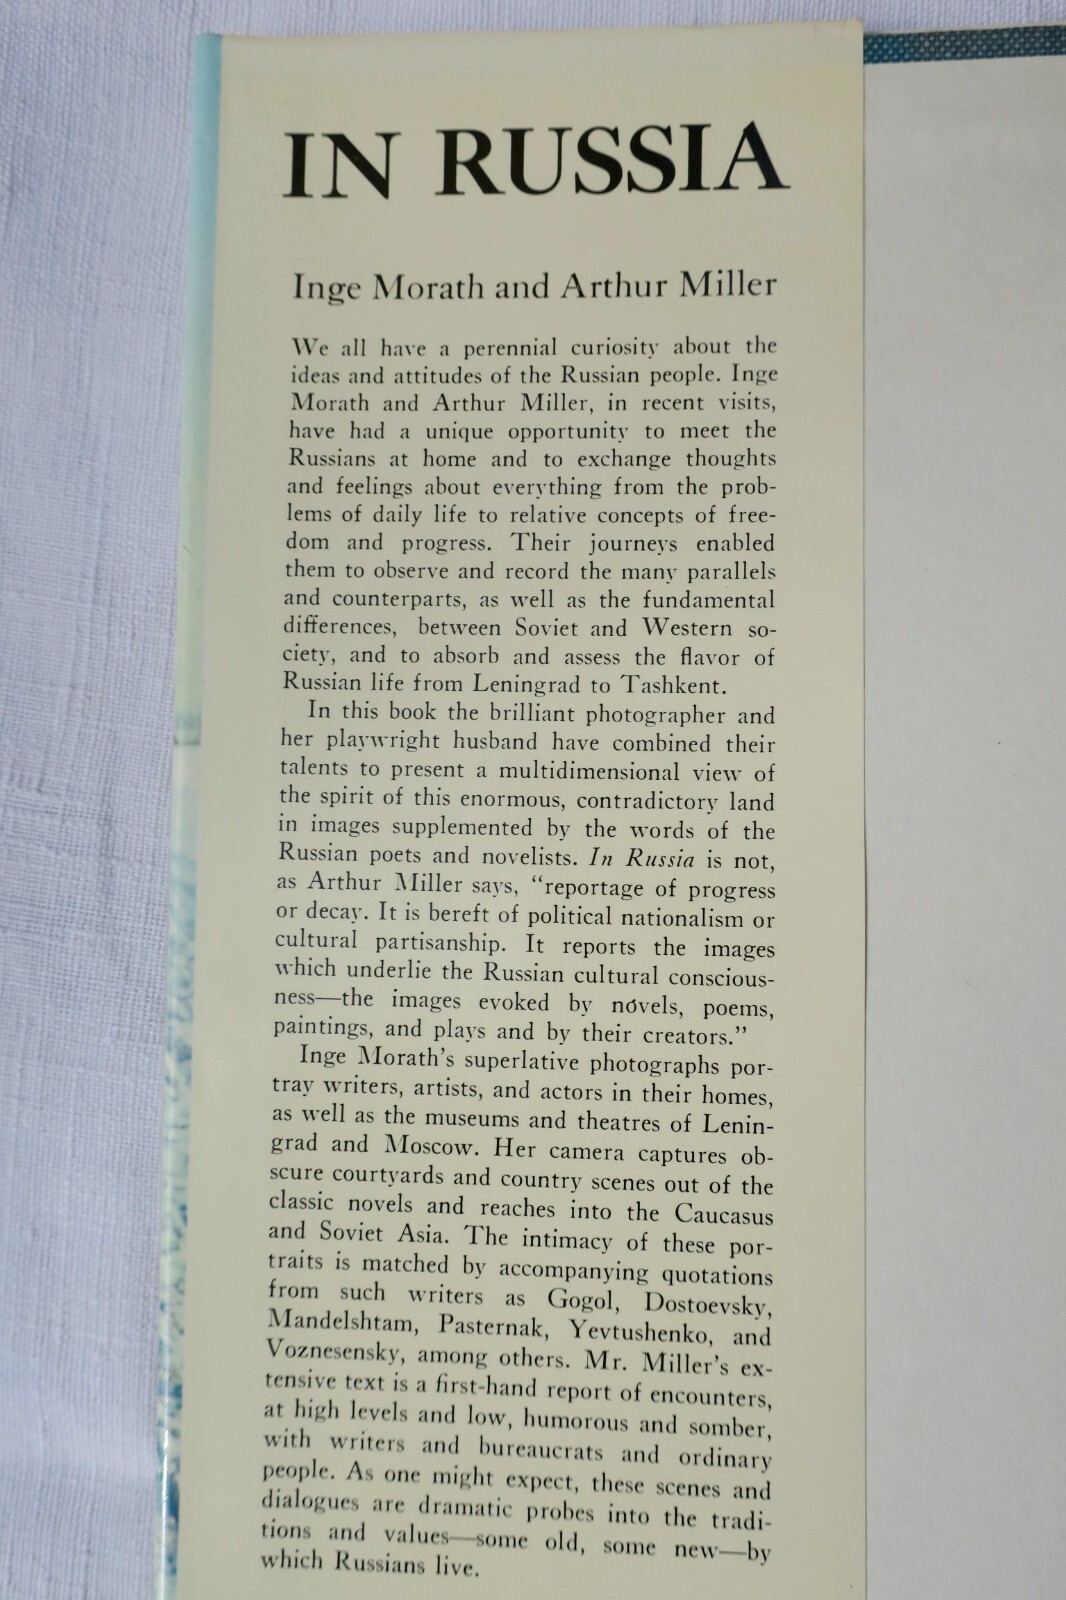 IN RUSSIA
Inge Morath and Arthur Miller
We all have a perennial curiosity about the
ideas and attitudes of the Russian people. Inge
Morath and Arthur Miller, in recent visits,
have had a unique opportunity to meet the
Russians at home and to exchange thoughts
and feelings about everything from the prob-
lems of daily life to relative concepts of free-
dom and progress. Their journeys enabled
them to observe and record the many parallels
and counterparts, as well as the fundamental
differences, between Soviet and Western so-
ciety, and to absorb and assess the flavor of
Russian life from Leningrad to Tashkent.
In this book the brilliant photographer and
her playwright husband have combined their
talents to present a multidimensional view of
the spirit of this enormous, contradictory land
in images supplemented by the words of the
Russian poets and novelists. In Russia is not,
as Arthur Miller says, “reportage of progress
or decay. It is bereft of political nationalism or
cultural partisanship. It reports the images
which underlie the Russian cultural conscious-
ness—the images evoked by novels, poems,
paintings, and plays and by their creators.”
Inge Morath’s superlative photographs por-
tray writers, artists, and actors in their homes,
as well as the museums and theatres of Lenin-
grad and Moscow. Her camera captures ob-
scure courtyards and country scenes out of the
classic novels and reaches into the Caucasus
and Soviet Asia. The intimacy of these por-
traits is matched by accompanying quotations
from such writers as Gogol, Dostoevsky,
Mandelshtam, Pasternak, Yevtushenko, and
Voznesensky, among others. Mr. Miller’s ex-
tensive text is a first-hand report of encounters,
at high levels and low, humorous and somber,
with writers and bureaucrats and ordinary
people. As one might expect, these scenes and
dialogues are dramatic probes into the tradi-
tions and values—some old, some new—by
which Russians live.